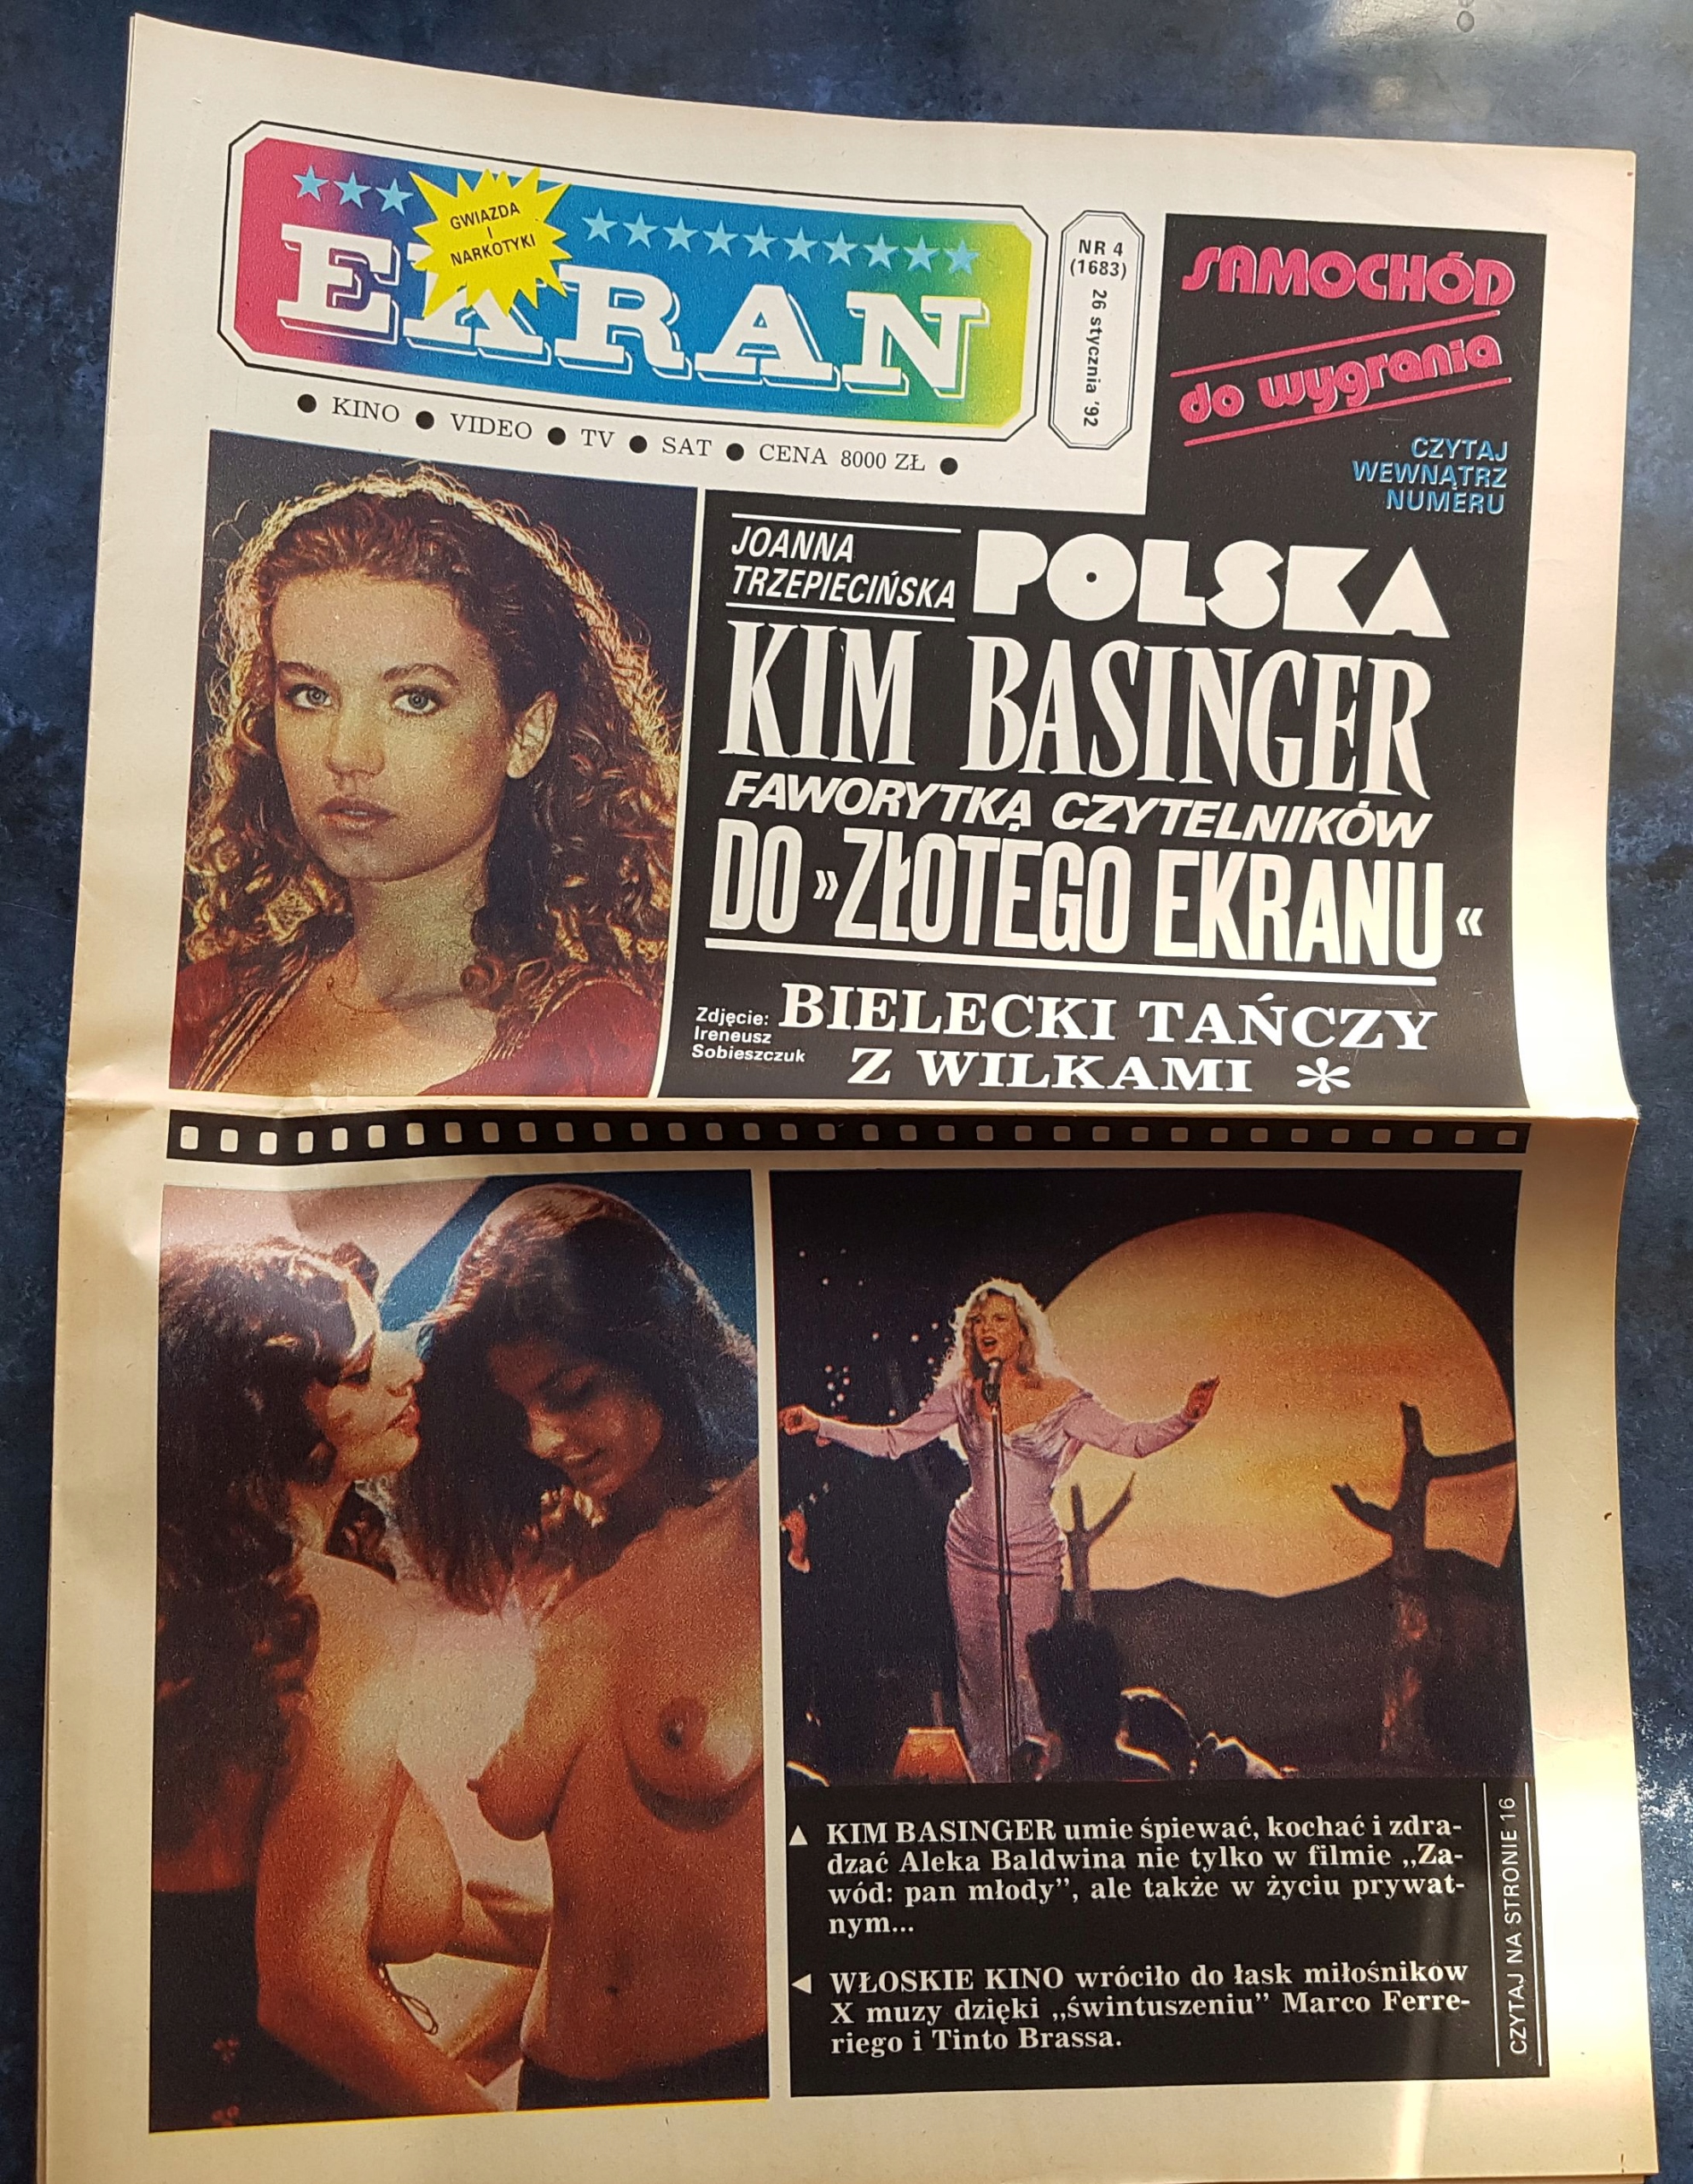 GWIAZDA
I
NARKOTYKI
EKRAN
NR 4
(1683)
26 stycznia '92
● KINO ● VIDEO ● TV ● SAT ● CENA 8000 ZŁ ●
SAMOCHÓD
do wygrania
CZYTAJ
WEWNĄTRZ
NUMERU
JOANNA
TRZEPIECIŃSKA
POLSKA
KIM BASINGER
FAWORYTKĄ CZYTELNIKÓW
DO »ZŁOTEGO EKRANU«
Zdjęcie:
Ireneusz
Sobieszczuk
BIELECKI TAŃCZY
Z WILKAMI *
▲ KIM BASINGER umie śpiewać, kochać i zdra-
dzać Aleka Baldwina nie tylko w filmie „Za-
wód: pan młody”, ale także w życiu prywat-
nym...
◄ WŁOSKIE KINO wróciło do łask miłośników
X muzy dzięki „świntuszeniu” Marco Ferre-
riego i Tinto Brassa.
CZYTAJ NA STRONIE 16